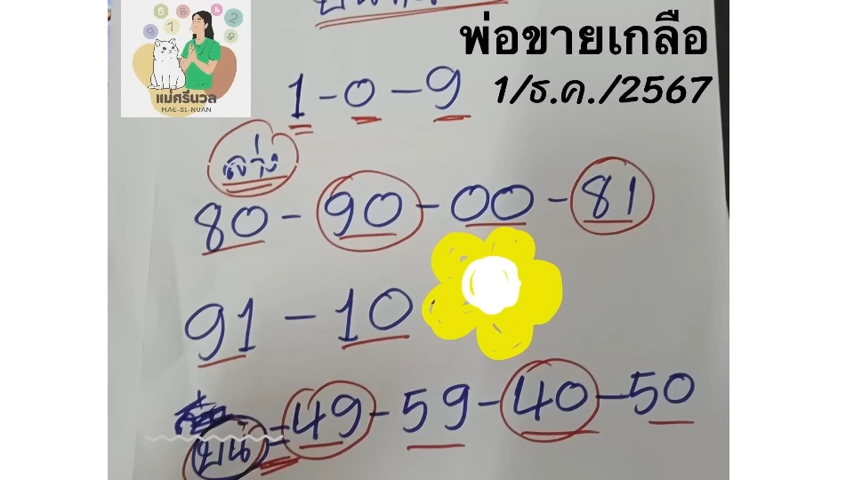 พ่อขายเกลือ
1/ธ.ค./2567
แม่ศรีนวล
MAE-SI-NUAN
1-0-9
ล่าง
80-90-00-81
91-10
บน=49-59-40-50